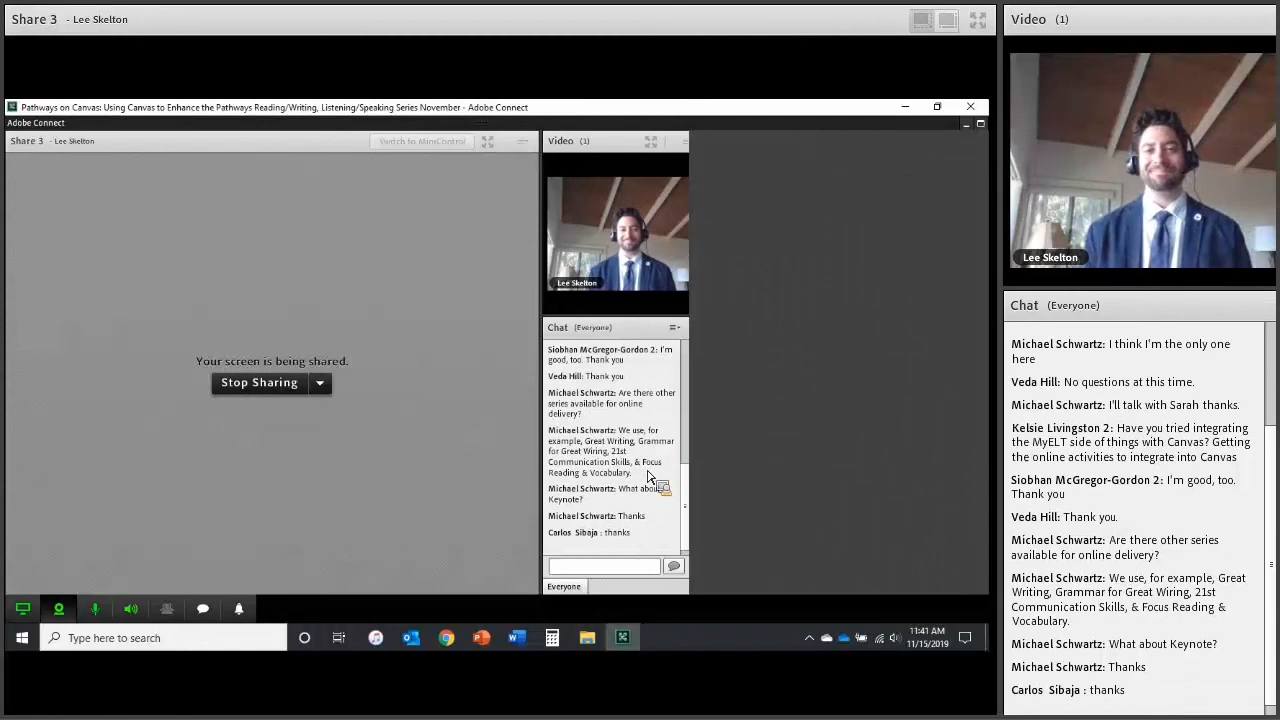 Share 3 - Lee Skelton
Pathways on Canvas: Using Canvas to Enhance the Pathways Reading/Writing, Listening/Speaking Series November - Adobe Connect
Adobe Connect
Share 3 - Lee Skelton
Switch to MiniControl
Your screen is being shared.
Stop Sharing
Video (1)
Lee Skelton
Chat (Everyone)
Siobhan McGregor-Gordon 2: I'm
good, too. Thank you
Veda Hill: Thank you
Michael Schwartz: Are there other
series available for online
delivery?
Michael Schwartz: We use, for
example, Great Writing, Grammar
for Great Wiring, 21st
Communication Skills, & Focus
Reading & Vocabulary.
Michael Schwartz: What about
Keynote?
Michael Schwartz: Thanks
Carlos Sibaja : thanks
Everyone
Type here to search
11:41 AM
11/15/2019
Video (1)
Lee Skelton
Chat (Everyone)
Michael Schwartz: I think I'm the only one
here
Veda Hill: No questions at this time.
Michael Schwartz: I'll talk with Sarah thanks.
Kelsie Livingston 2: Have you tried integrating
the MyELT side of things with Canvas? Getting
the online activities to integrate into Canvas
Siobhan McGregor-Gordon 2: I'm good, too.
Thank you
Veda Hill: Thank you.
Michael Schwartz: Are there other series
available for online delivery?
Michael Schwartz: We use, for example, Great
Writing, Grammar for Great Wiring, 21st
Communication Skills, & Focus Reading &
Vocabulary.
Michael Schwartz: What about Keynote?
Michael Schwartz: Thanks
Carlos Sibaja : thanks